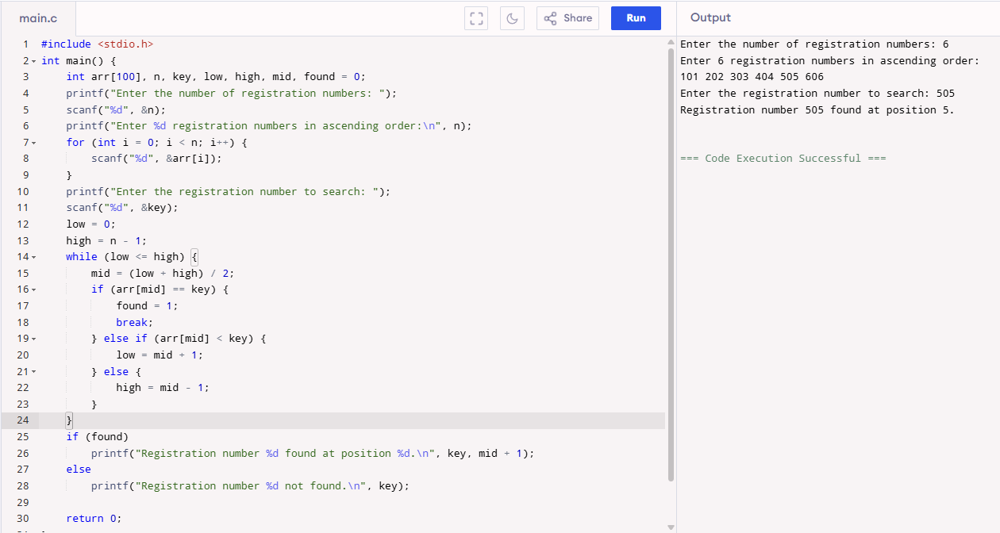 main.c
Share
Run
Output
1 #include <stdio.h>
2 int main() {
3 int arr[100], n, key, low, high, mid, found = 0;
4 printf("Enter the number of registration numbers: ");
5 scanf("%d", &n);
6 printf("Enter %d registration numbers in ascending order:\n", n);
7 for (int i = 0; i < n; i++) {
8 scanf("%d", &arr[i]);
9 }
10 printf("Enter the registration number to search: ");
11 scanf("%d", &key);
12 low = 0;
13 high = n - 1;
14 while (low <= high) {
15 mid = (low + high) / 2;
16 if (arr[mid] == key) {
17 found = 1;
18 break;
19 } else if (arr[mid] < key) {
20 low = mid + 1;
21 } else {
22 high = mid - 1;
23 }
24 }
25 if (found)
26 printf("Registration number %d found at position %d.\n", key, mid + 1);
27 else
28 printf("Registration number %d not found.\n", key);
29
30 return 0;
Enter the number of registration numbers: 6
Enter 6 registration numbers in ascending order:
101 202 303 404 505 606
Enter the registration number to search: 505
Registration number 505 found at position 5.
=== Code Execution Successful ===